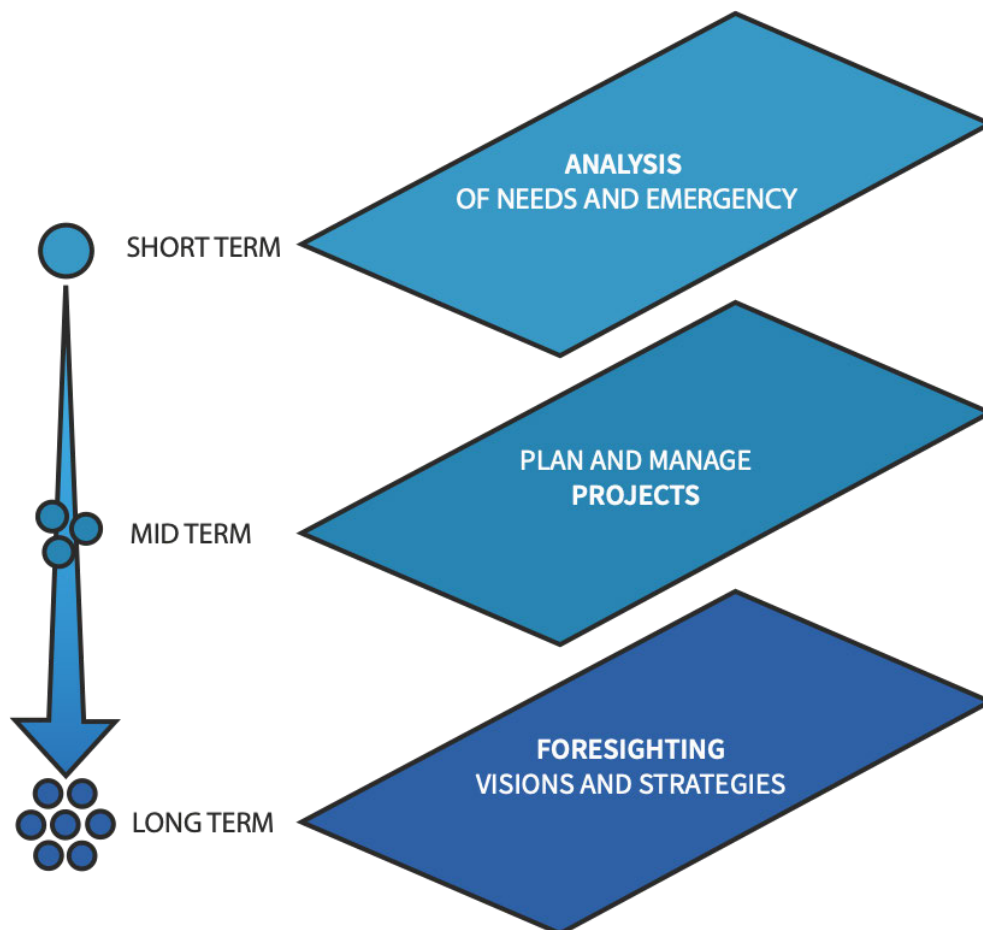 ANALYSIS
OF NEEDS AND EMERGENCY
SHORT TERM
PLAN AND MANAGE
PROJECTS
MID TERM
FORESIGHTING
VISIONS AND STRATEGIES
LONG TERM